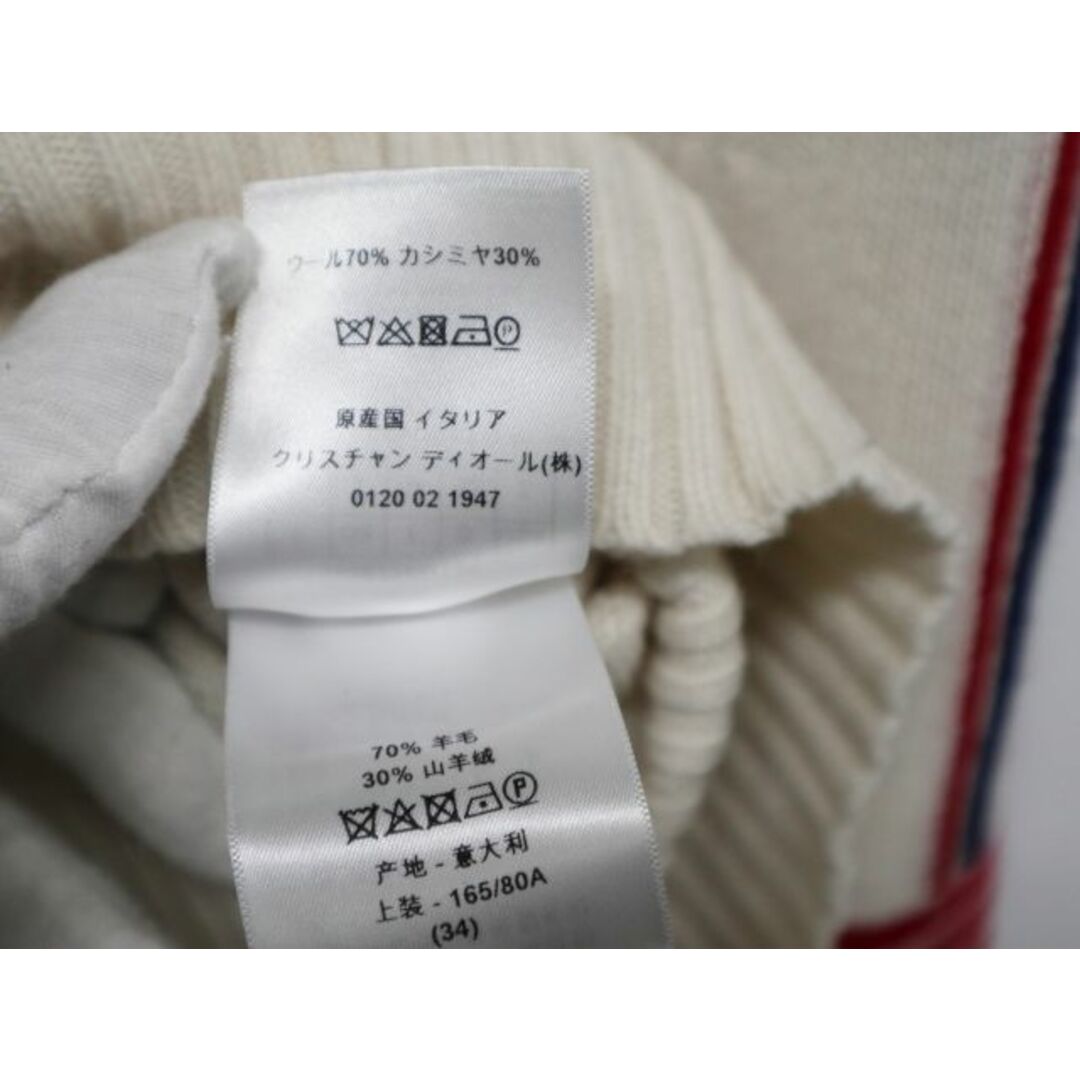 ウール70% カシミヤ30%
P
原産国 イタリア
クリスチャン ディオール(株)
0120 02 1947
70% 羊毛
30% 山羊绒
P
产地 - 意大利
上装 - 165/80A
(34)